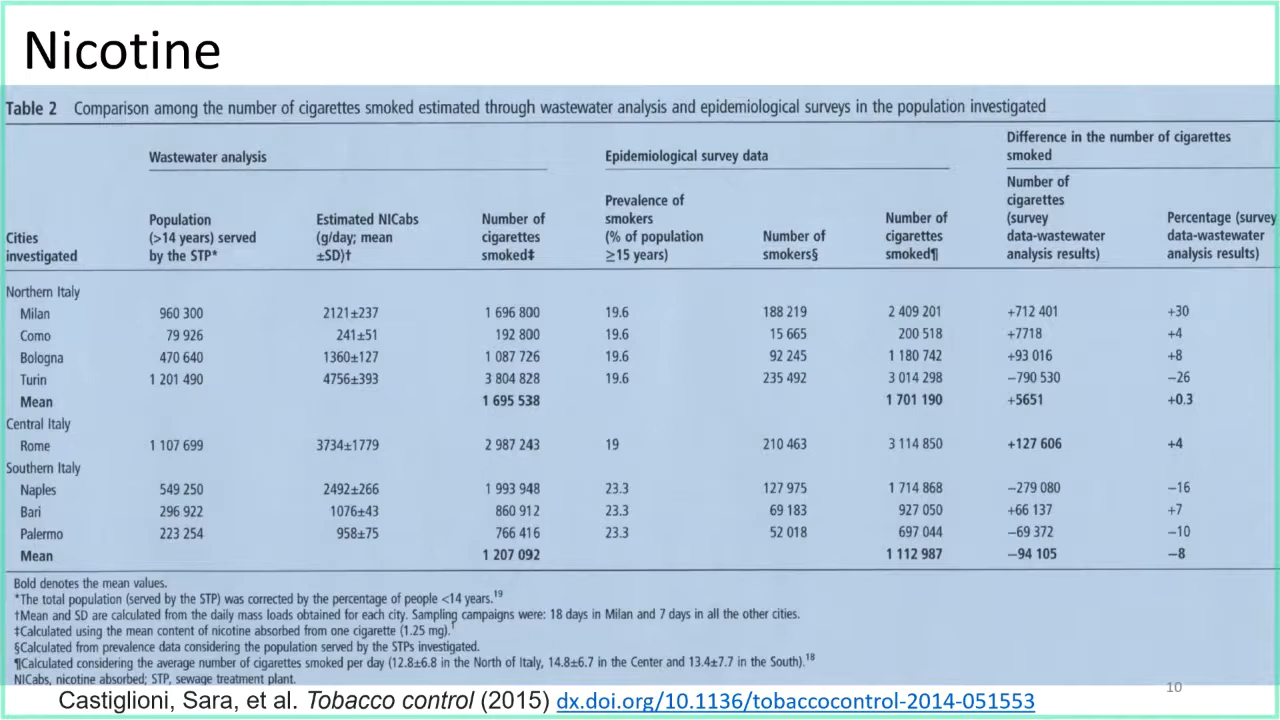 Nicotine
Table 2 Comparison among the number of cigarettes smoked estimated through wastewater analysis and epidemiological surveys in the population investigated
Difference in the number of cigarettes
smoked
Wastewater analysis Epidemiological survey data
Cities
investigated
Population
(>14 years) served
by the STP*
Estimated NICabs
(g/day; mean
±SD)†
Number of
cigarettes
smoked‡
Prevalence of
smokers
(% of population
≥15 years)
Number of
smokers§
Number of
cigarettes
smoked¶
Number of
cigarettes
(survey
data-wastewater
analysis results)
Percentage (survey
data-wastewater
analysis results)
Northern Italy
Milan 960 300 2121±237 1 696 800 19.6 188 219 2 409 201 +712 401 +30
Como 79 926 241±51 192 800 19.6 15 665 200 518 +7718 +4
Bologna 470 640 1360±127 1 087 726 19.6 92 245 1 180 742 +93 016 +8
Turin 1 201 490 4756±393 3 804 828 19.6 235 492 3 014 298 −790 530 −26
Mean 1 695 538 1 701 190 +5651 +0.3
Central Italy
Rome 1 107 699 3734±1779 2 987 243 19 210 463 3 114 850 +127 606 +4
Southern Italy
Naples 549 250 2492±266 1 993 948 23.3 127 975 1 714 868 −279 080 −16
Bari 296 922 1076±43 860 912 23.3 69 183 927 050 +66 137 +7
Palermo 223 254 958±75 766 416 23.3 52 018 697 044 −69 372 −10
Mean 1 207 092 1 112 987 −94 105 −8
Bold denotes the mean values.
*The total population (served by the STP) was corrected by the percentage of people <14 years.19
†Mean and SD are calculated from the daily mass loads obtained for each city. Sampling campaigns were: 18 days in Milan and 7 days in all the other cities.
‡Calculated using the mean content of nicotine absorbed from one cigarette (1.25 mg).1
§Calculated from prevalence data considering the population served by the STPs investigated.
¶Calculated considering the average number of cigarettes smoked per day (12.8±6.8 in the North of Italy, 14.8±6.7 in the Center and 13.4±7.7 in the South).18
NICabs, nicotine absorbed; STP, sewage treatment plant.
Castiglioni, Sara, et al. Tobacco control (2015) dx.doi.org/10.1136/tobaccocontrol-2014-051553
10